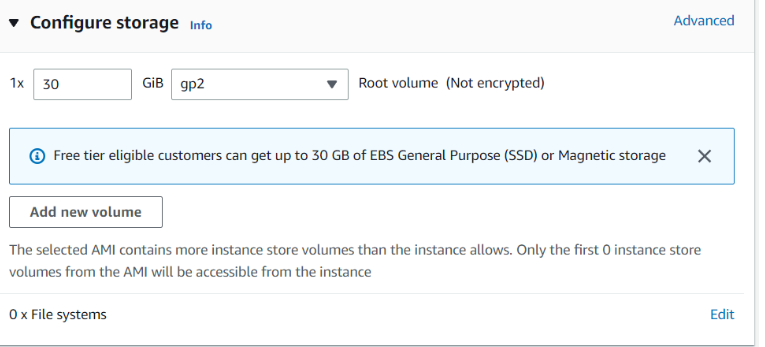 Configure storage Info Advanced
1x 30 GiB gp2 Root volume (Not encrypted)
Free tier eligible customers can get up to 30 GB of EBS General Purpose (SSD) or Magnetic storage
Add new volume
The selected AMI contains more instance store volumes than the instance allows. Only the first 0 instance store
volumes from the AMI will be accessible from the instance
0 x File systems Edit